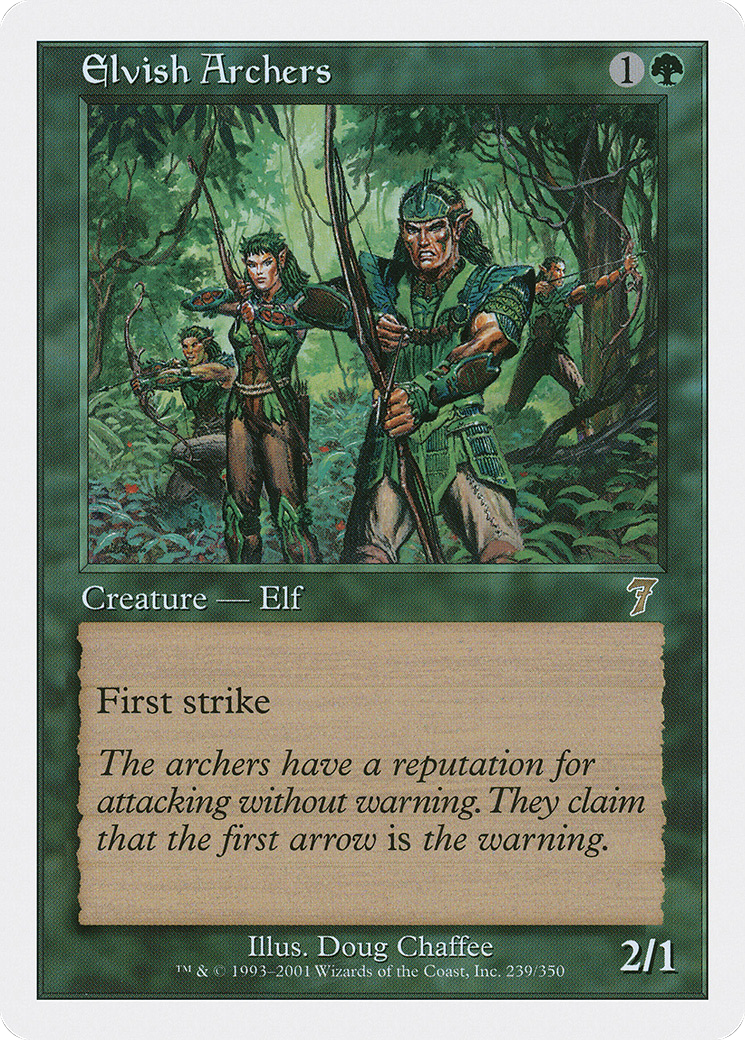 Elvish Archers
1
Creature — Elf
7
First strike
The archers have a reputation for
attacking without warning. They claim
that the first arrow is the warning.
Illus. Doug Chaffee
™ & © 1993–2001 Wizards of the Coast, Inc. 239/350
2/1